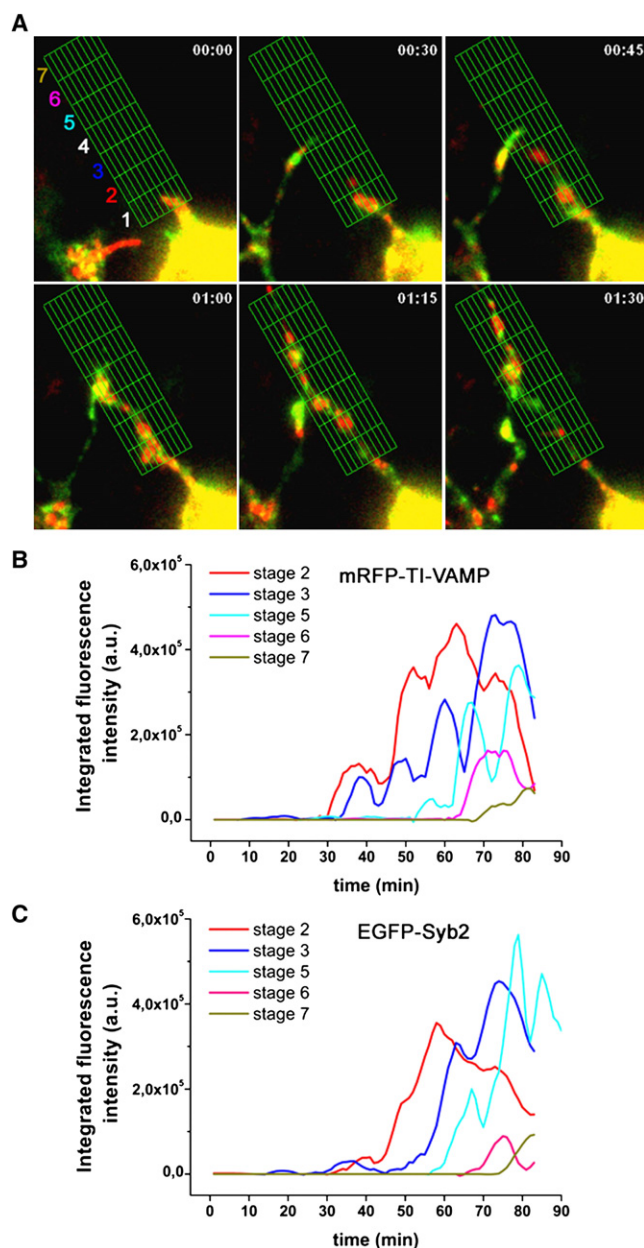 A
00:00
00:30
00:45
7
6
5
4
3
2
1
01:00
01:15
01:30
B
mRFP-TI-VAMP
6,0x10⁵
4,0x10⁵
2,0x10⁵
0,0
Integrated fluorescence
intensity (a.u.)
stage 2
stage 3
stage 5
stage 6
stage 7
0 10 20 30 40 50 60 70 80 90
time (min)
C
EGFP-Syb2
6,0x10⁵
4,0x10⁵
2,0x10⁵
0,0
Integrated fluorescence
intensity (a.u.)
stage 2
stage 3
stage 5
stage 6
stage 7
0 10 20 30 40 50 60 70 80 90
time (min)